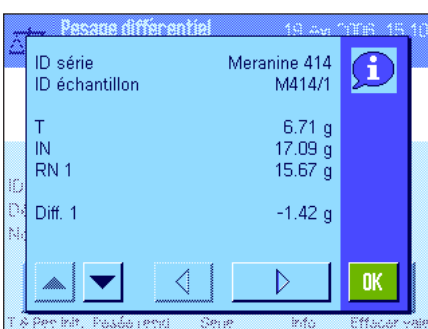 Pesage différentiel
ID série Meranine 414
ID échantillon M414/1
T 6.71 g
IN 17.09 g
RN 1 15.67 g
Diff. 1 -1.42 g
OK
Info